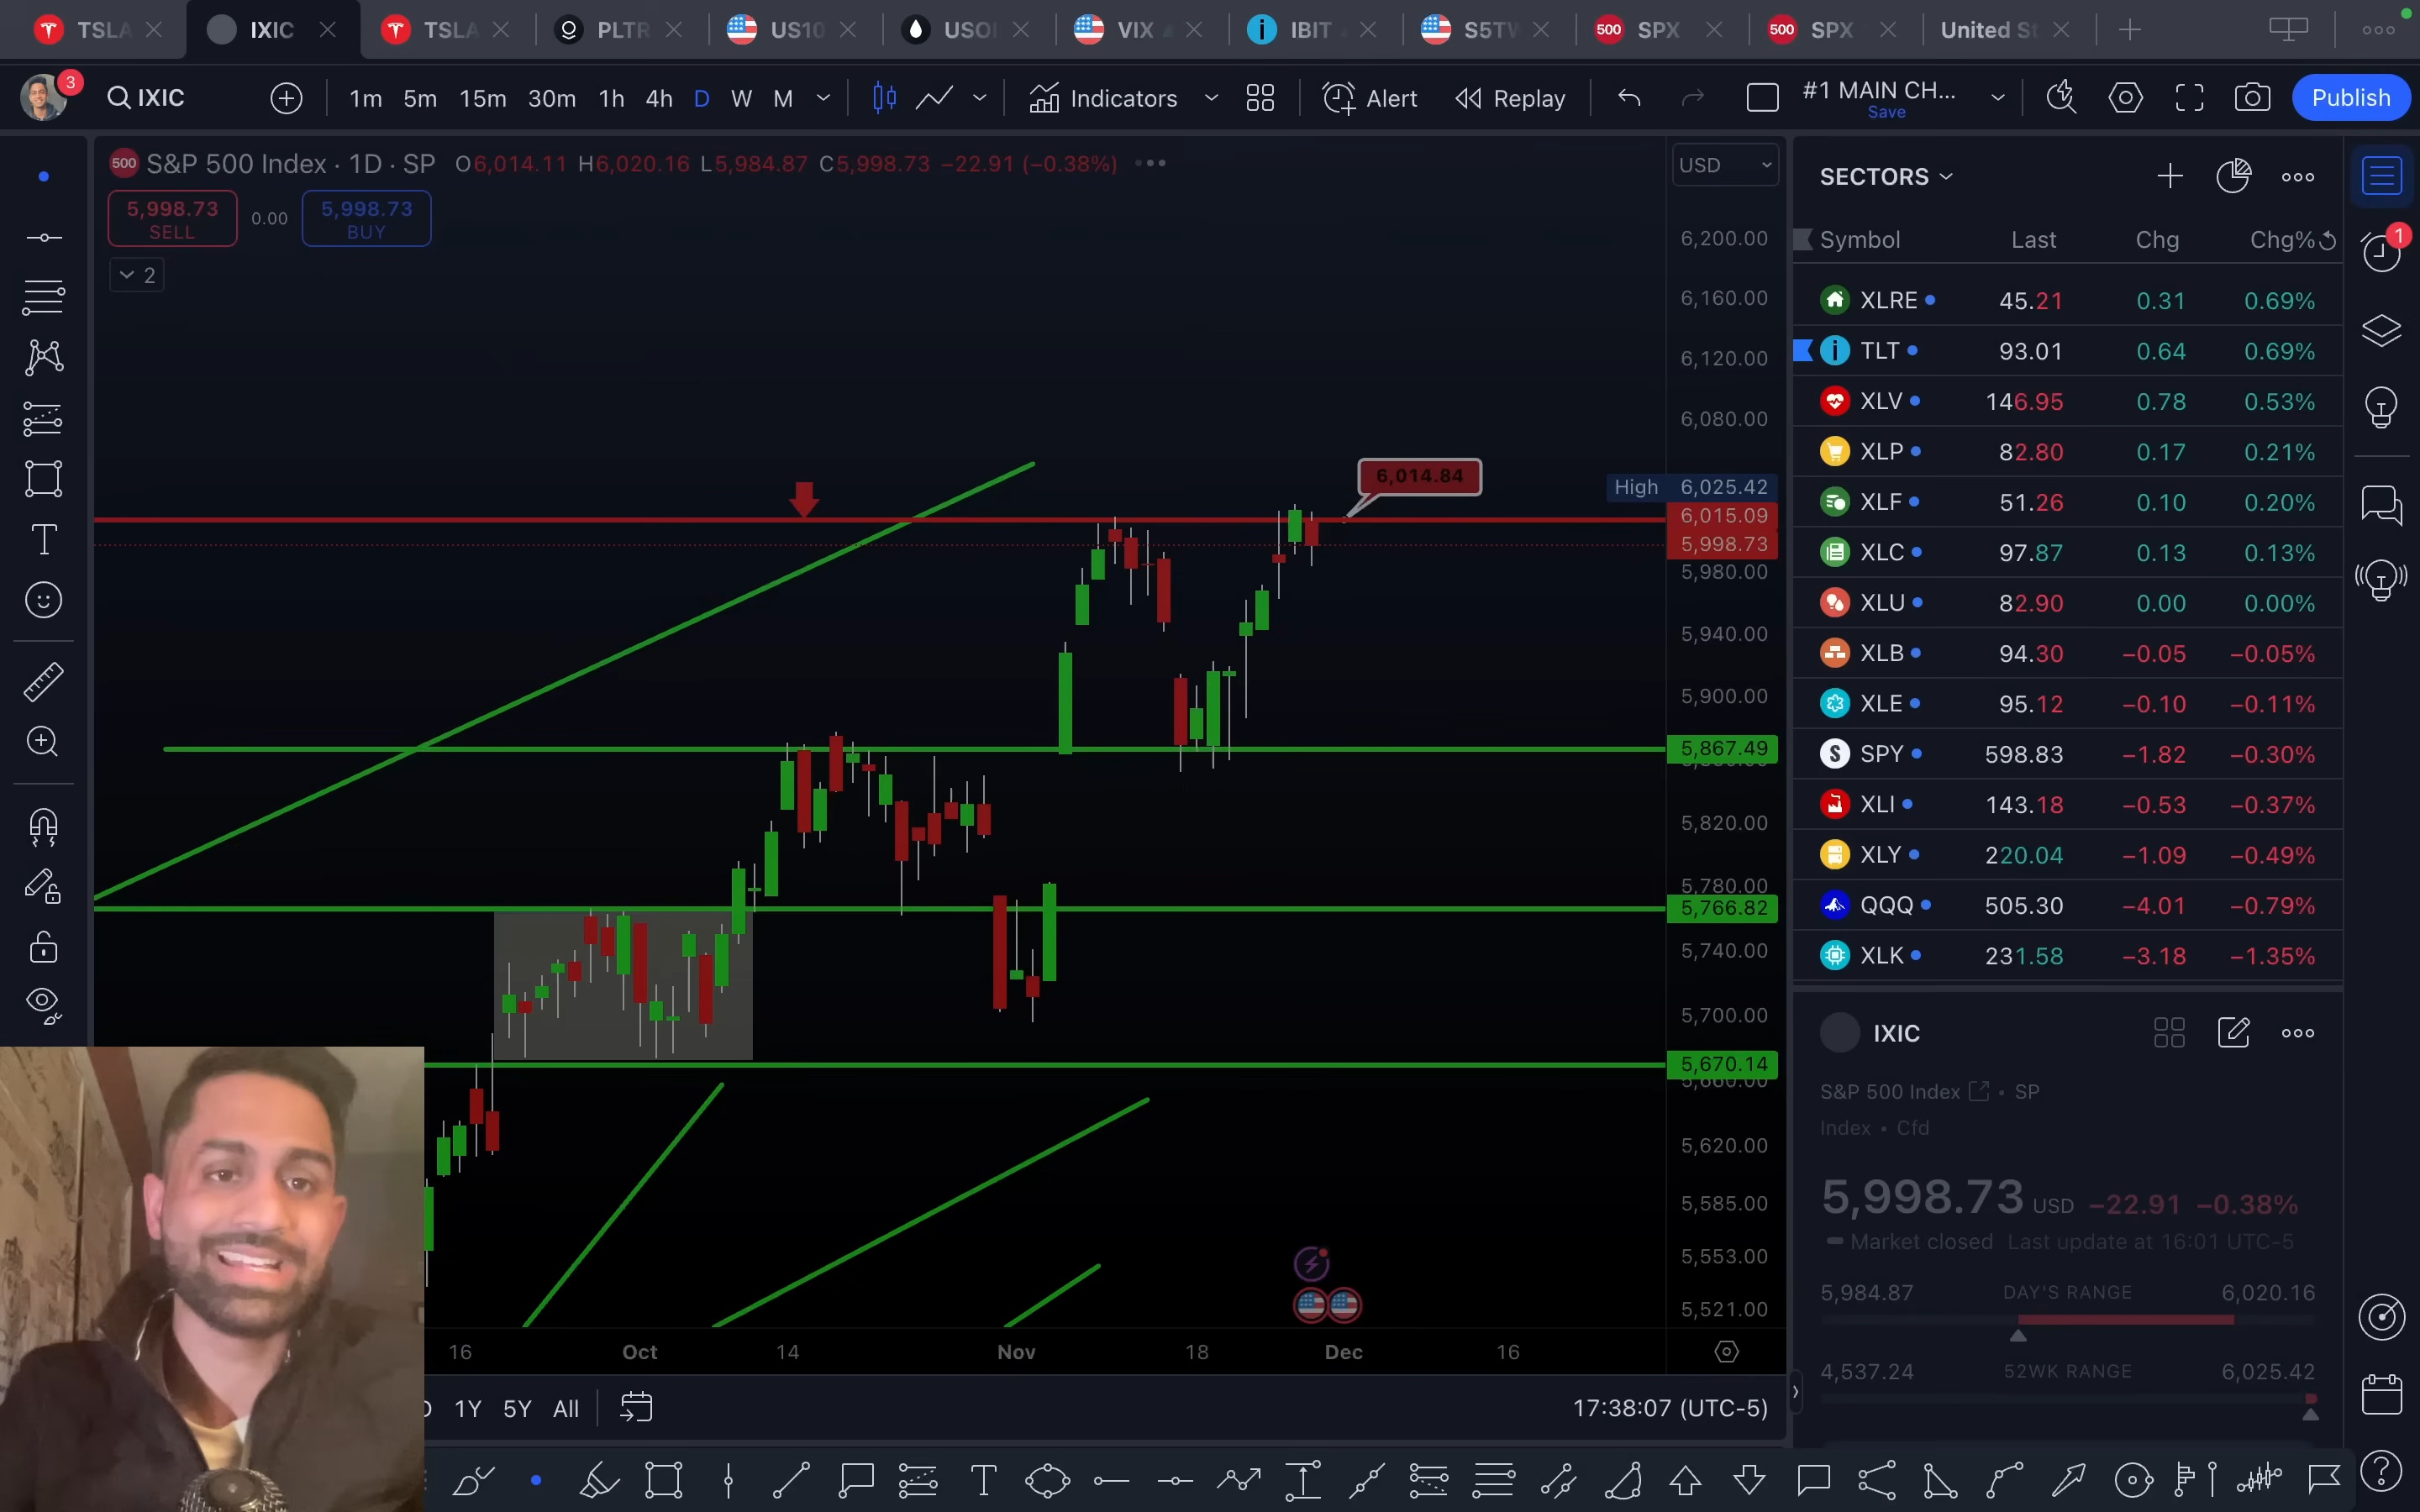 TSLA IXIC TSLA PLTR US10 USOI VIX IBIT S5TW 500 SPX 500 SPX United St
3 IXIC 1m 5m 15m 30m 1h 4h D W M Indicators Alert Replay #1 MAIN CH... Save Publish
500 S&P 500 Index · 1D · SP O6,014.11 H6,020.16 L5,984.87 C5,998.73 −22.91 (−0.38%)
USD
5,998.73 0.00 5,998.73
SELL BUY
2
6,200.00
6,160.00
6,120.00
6,080.00
6,014.84
High 6,025.42
6,015.09
5,998.73
5,980.00
5,940.00
5,900.00
5,867.49
5,820.00
5,780.00
5,766.82
5,740.00
5,700.00
5,670.14
5,660.00
5,620.00
5,585.00
5,553.00
5,521.00
16 Oct 14 Nov 18 Dec 16
1Y 5Y All 17:38:07 (UTC-5)
SECTORS
1
Symbol Last Chg Chg%
XLRE 45.21 0.31 0.69%
TLT 93.01 0.64 0.69%
XLV 146.95 0.78 0.53%
XLP 82.80 0.17 0.21%
XLF 51.26 0.10 0.20%
XLC 97.87 0.13 0.13%
XLU 82.90 0.00 0.00%
XLB 94.30 −0.05 −0.05%
XLE 95.12 −0.10 −0.11%
SPY 598.83 −1.82 −0.30%
XLI 143.18 −0.53 −0.37%
XLY 220.04 −1.09 −0.49%
QQQ 505.30 −4.01 −0.79%
XLK 231.58 −3.18 −1.35%
IXIC
S&P 500 Index • SP
Index • Cfd
5,998.73 USD −22.91 −0.38%
Market closed Last update at 16:01 UTC-5
5,984.87 DAY'S RANGE 6,020.16
4,537.24 52WK RANGE 6,025.42